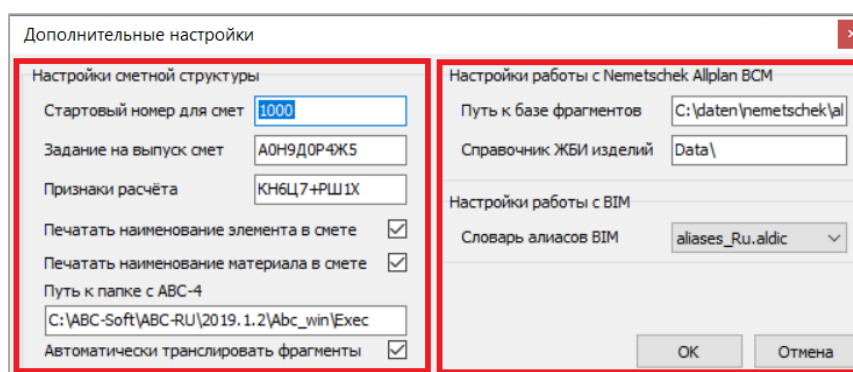 Дополнительные настройки
Настройки сметной структуры
Стартовый номер для смет 1000
Задание на выпуск смет А0Н9Д0Р4Ж5
Признаки расчёта КН6Ц7+РШ1Х
Печатать наименование элемента в смете
Печатать наименование материала в смете
Путь к папке с АВС-4
C:\ABC-Soft\ABC-RU\2019.1.2\Abc_win\Exec
Автоматически транслировать фрагменты
Настройки работы с Nemetschek Allplan BCM
Путь к базе фрагментов C:\daten\nemetschek\al
Справочник ЖБИ изделий Data\
Настройки работы с BIM
Словарь алиасов BIM aliases_Ru.aldic
OK Отмена